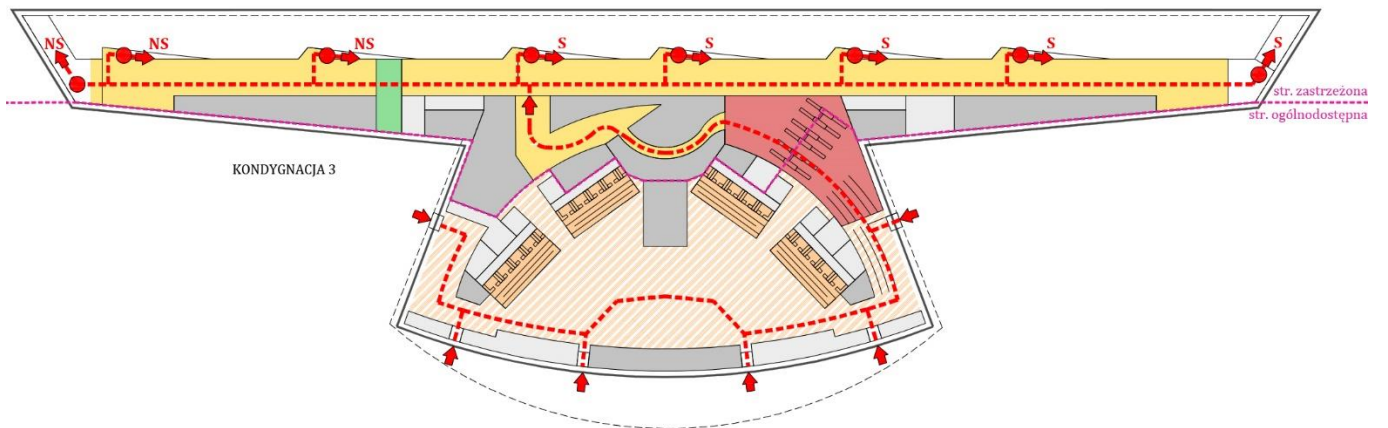 NS
NS
NS
S
S
S
S
S
str. zastrzeżona
str. ogólnodostępna
KONDYGNACJA 3